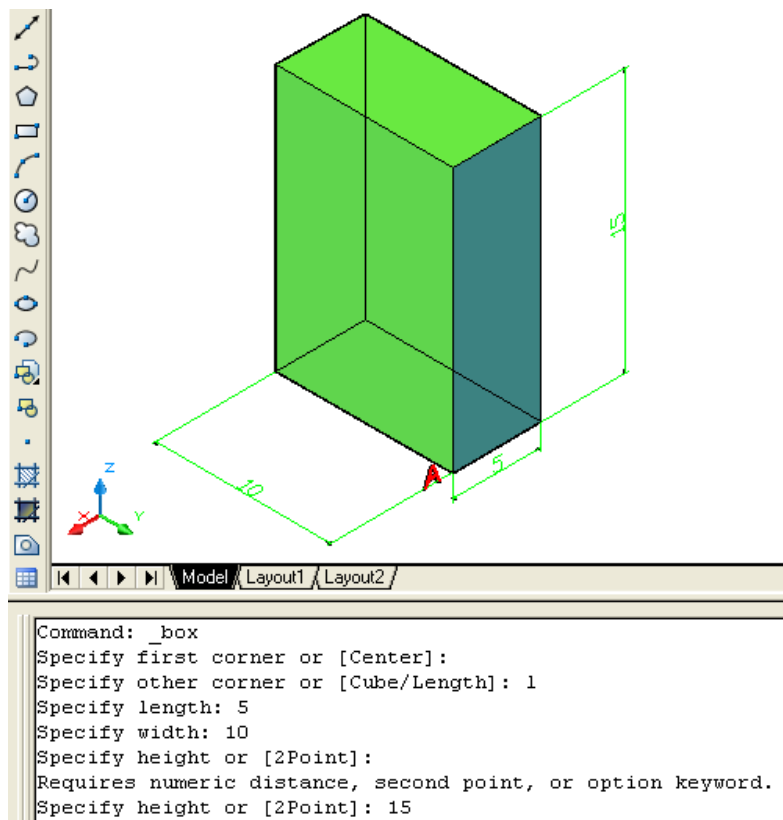 15
5
10
A
Z
X
Y
Model Layout1 Layout2
Command: _box
Specify first corner or [Center]:
Specify other corner or [Cube/Length]: l
Specify length: 5
Specify width: 10
Specify height or [2Point]:
Requires numeric distance, second point, or option keyword.
Specify height or [2Point]: 15